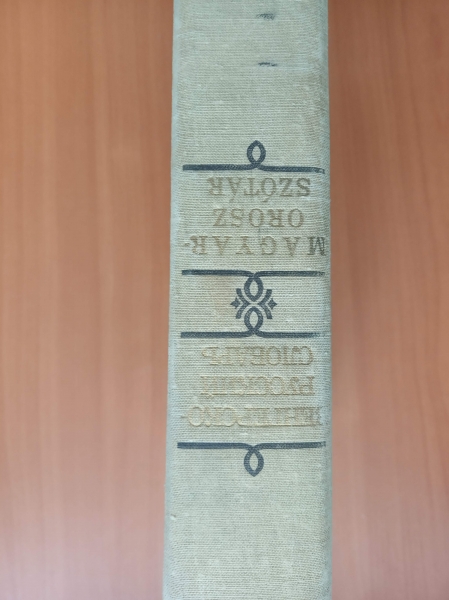 ВЕНГЕРСКО-
РУССКИЙ
СЛОВАРЬ
MAGYAR-
OROSZ
SZÓTÁR